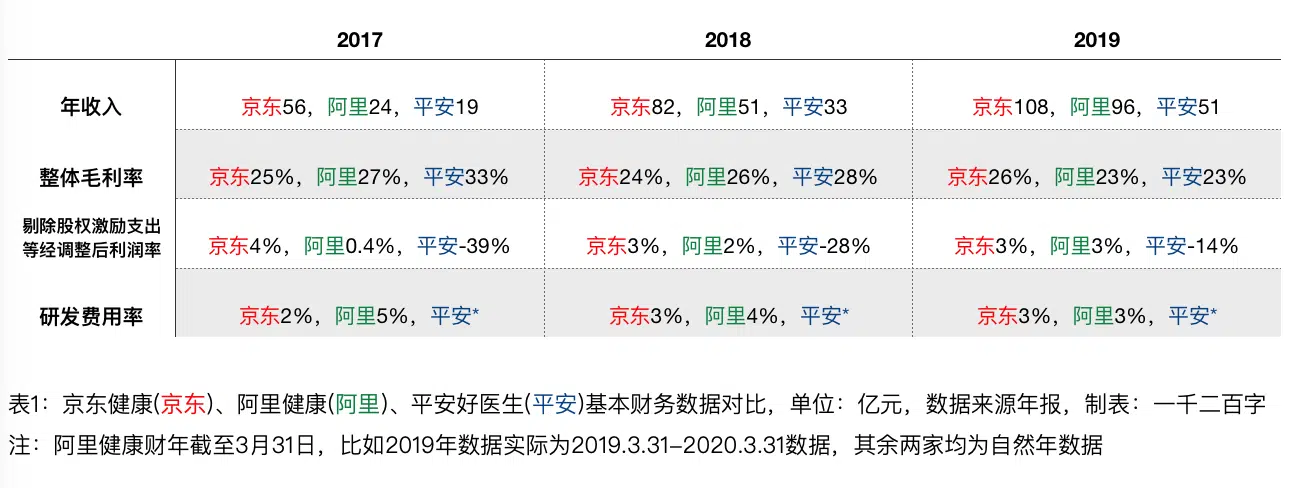 2017 2018 2019
年收入 京东56，阿里24，平安19 京东82，阿里51，平安33 京东108，阿里96，平安51
整体毛利率 京东25%，阿里27%，平安33% 京东24%，阿里26%，平安28% 京东26%，阿里23%，平安23%
剔除股权激励支出
等经调整后利润率 京东4%，阿里0.4%，平安-39% 京东3%，阿里2%，平安-28% 京东3%，阿里3%，平安-14%
研发费用率 京东2%，阿里5%，平安* 京东3%，阿里4%，平安* 京东3%，阿里3%，平安*
表1：京东健康(京东)、阿里健康(阿里)、平安好医生(平安)基本财务数据对比，单位：亿元，数据来源年报，制表：一千二百字
注：阿里健康财年截至3月31日，比如2019年数据实际为2019.3.31–2020.3.31数据，其余两家均为自然年数据